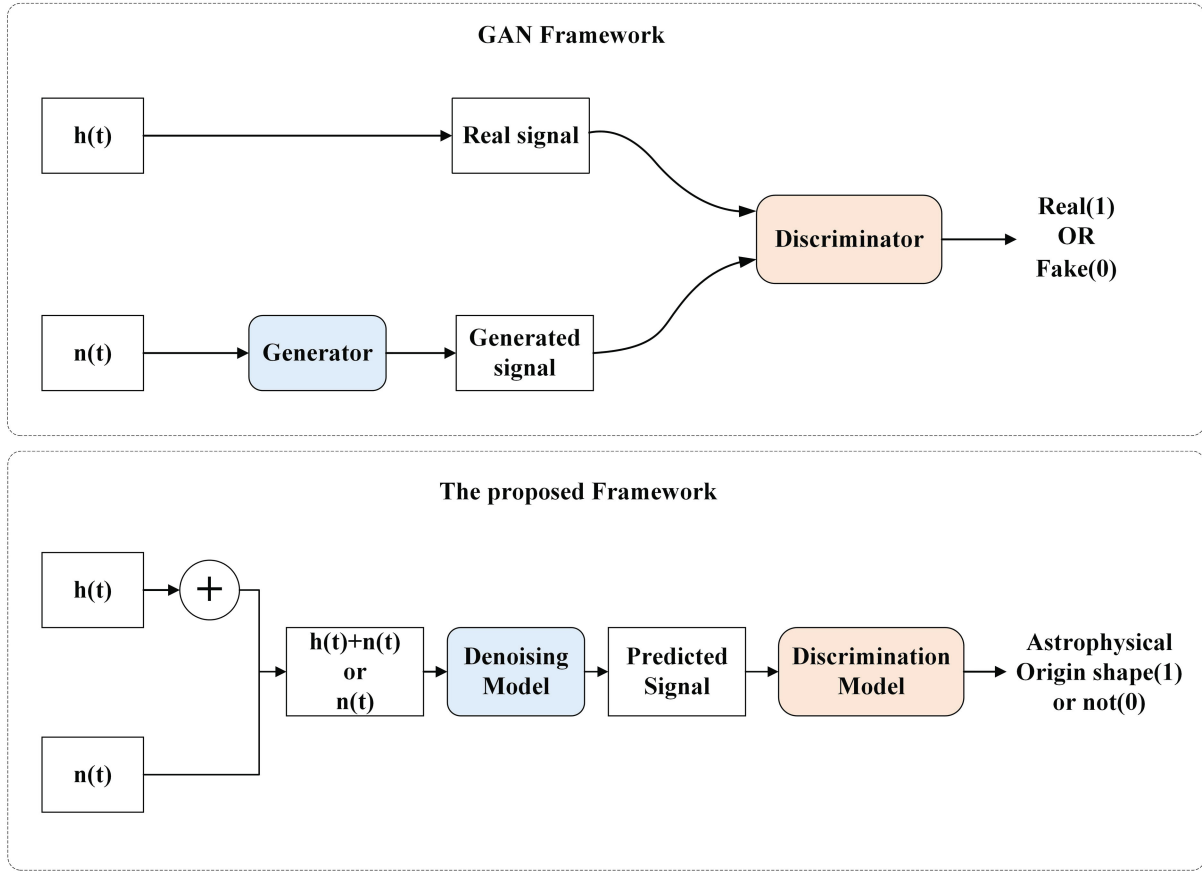 GAN Framework
h(t)
Real signal
Discriminator
Real(1)
OR
Fake(0)
n(t)
Generator
Generated
signal
The proposed Framework
h(t)
+
n(t)
h(t)+n(t)
or
n(t)
Denoising
Model
Predicted
Signal
Discrimination
Model
Astrophysical
Origin shape(1)
or not(0)